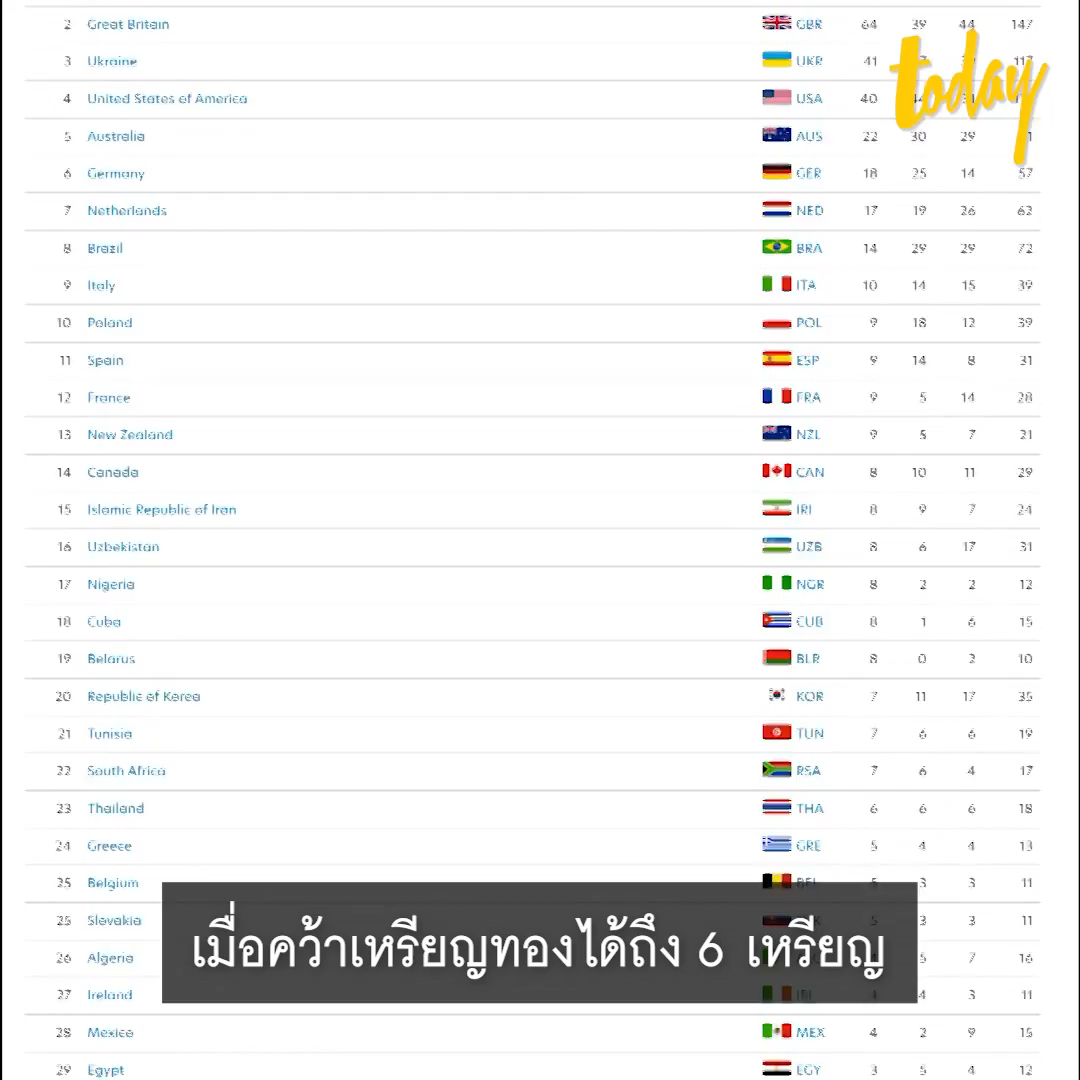 2 Great Britain GBR 64 39 44 147
today
3 Ukraine UKR 41
4 United States of America USA 40 44
5 Australia AUS 22 30 29
6 Germany GER 18 25 14 57
7 Netherlands NED 17 19 26 62
8 Brazil BRA 14 29 29 72
9 Italy ITA 10 14 15 39
10 Poland POL 9 18 12 39
11 Spain ESP 9 14 8 31
12 France FRA 9 5 14 28
13 New Zealand NZL 9 5 7 21
14 Canada CAN 8 10 11 29
15 Islamic Republic of Iran IRI 8 9 7 24
16 Uzbekistan UZB 8 6 17 31
17 Nigeria NGR 8 2 2 12
18 Cuba CUB 8 1 6 15
19 Belarus BLR 8 0 2 10
20 Republic of Korea KOR 7 11 17 35
21 Tunisia TUN 7 6 6 19
22 South Africa RSA 7 6 4 17
23 Thailand THA 6 6 6 18
24 Greece GRE 5 4 4 13
25 Belgium BEL 5 3 3 11
25 Slovakia 5 3 3 11
26 Algeria 5 7 16
27 Ireland IRL 4 4 3 11
เมื่อคว้าเหรียญทองได้ถึง 6 เหรียญ
28 Mexico MEX 4 2 9 15
29 Egypt EGY 3 5 4 12